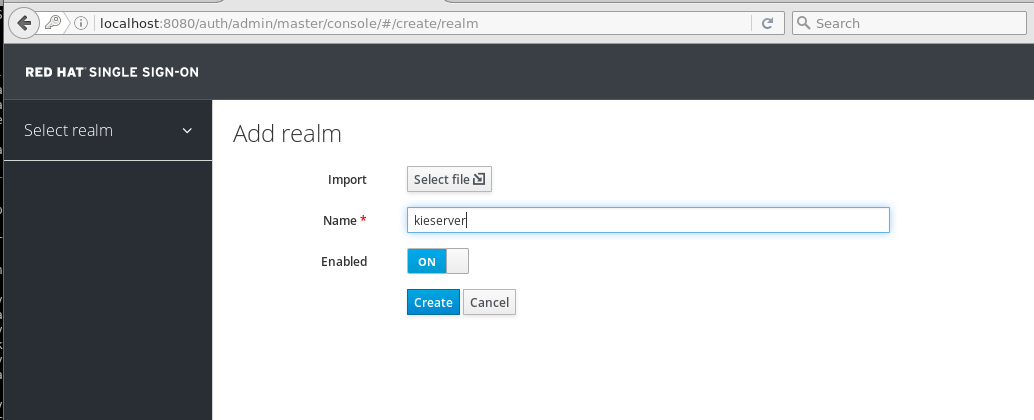 localhost:8080/auth/admin/master/console/#/create/realm
Search
RED HAT SINGLE SIGN-ON
Select realm
Add realm
Import
Select file
Name *
kieserver
Enabled
ON
Create
Cancel